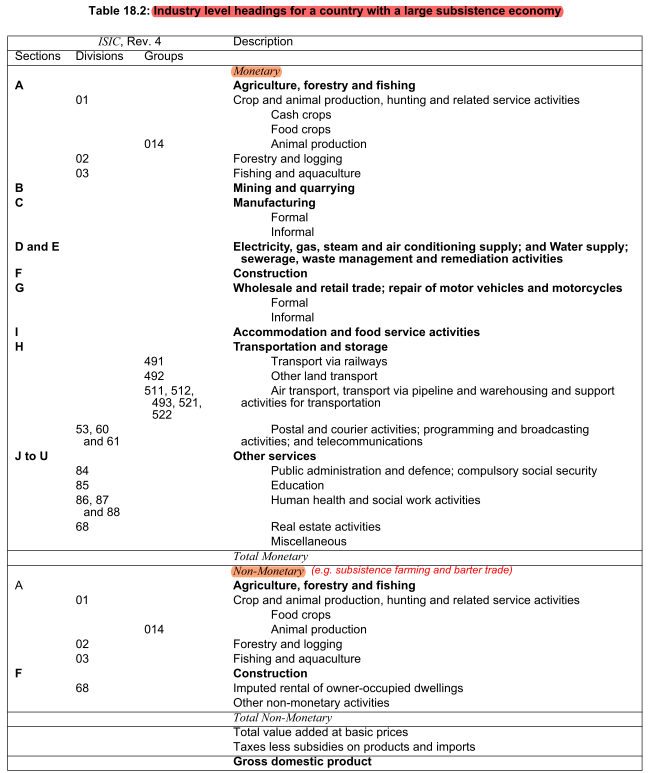 Table 18.2: Industry level headings for a country with a large subsistence economy
ISIC, Rev. 4 Description
Sections Divisions Groups
Monetary
A Agriculture, forestry and fishing
01 Crop and animal production, hunting and related service activities
Cash crops
Food crops
014 Animal production
02 Forestry and logging
03 Fishing and aquaculture
B Mining and quarrying
C Manufacturing
Formal
Informal
D and E Electricity, gas, steam and air conditioning supply; and Water supply;
sewerage, waste management and remediation activities
F Construction
G Wholesale and retail trade; repair of motor vehicles and motorcycles
Formal
Informal
I Accommodation and food service activities
H Transportation and storage
491 Transport via railways
492 Other land transport
511, 512, Air transport, transport via pipeline and warehousing and support
493, 521, activities for transportation
522
53, 60 Postal and courier activities; programming and broadcasting
and 61 activities; and telecommunications
J to U Other services
84 Public administration and defence; compulsory social security
85 Education
86, 87 Human health and social work activities
and 88
68 Real estate activities
Miscellaneous
Total Monetary
Non-Monetary (e.g. subsistence farming and barter trade)
A Agriculture, forestry and fishing
01 Crop and animal production, hunting and related service activities
Food crops
014 Animal production
02 Forestry and logging
03 Fishing and aquaculture
F Construction
68 Imputed rental of owner-occupied dwellings
Other non-monetary activities
Total Non-Monetary
Total value added at basic prices
Taxes less subsidies on products and imports
Gross domestic product